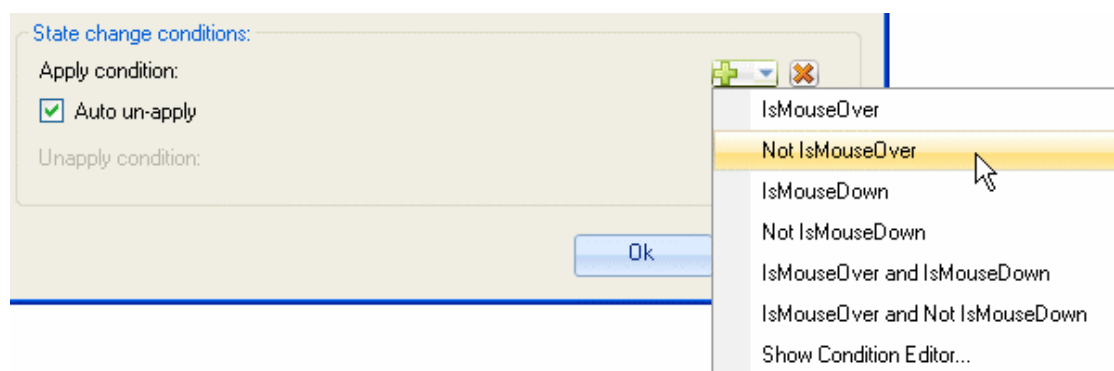 State change conditions:
Apply condition:
Auto un-apply
Unapply condition:
Ok
IsMouseOver
Not IsMouseOver
IsMouseDown
Not IsMouseDown
IsMouseOver and IsMouseDown
IsMouseOver and Not IsMouseDown
Show Condition Editor...